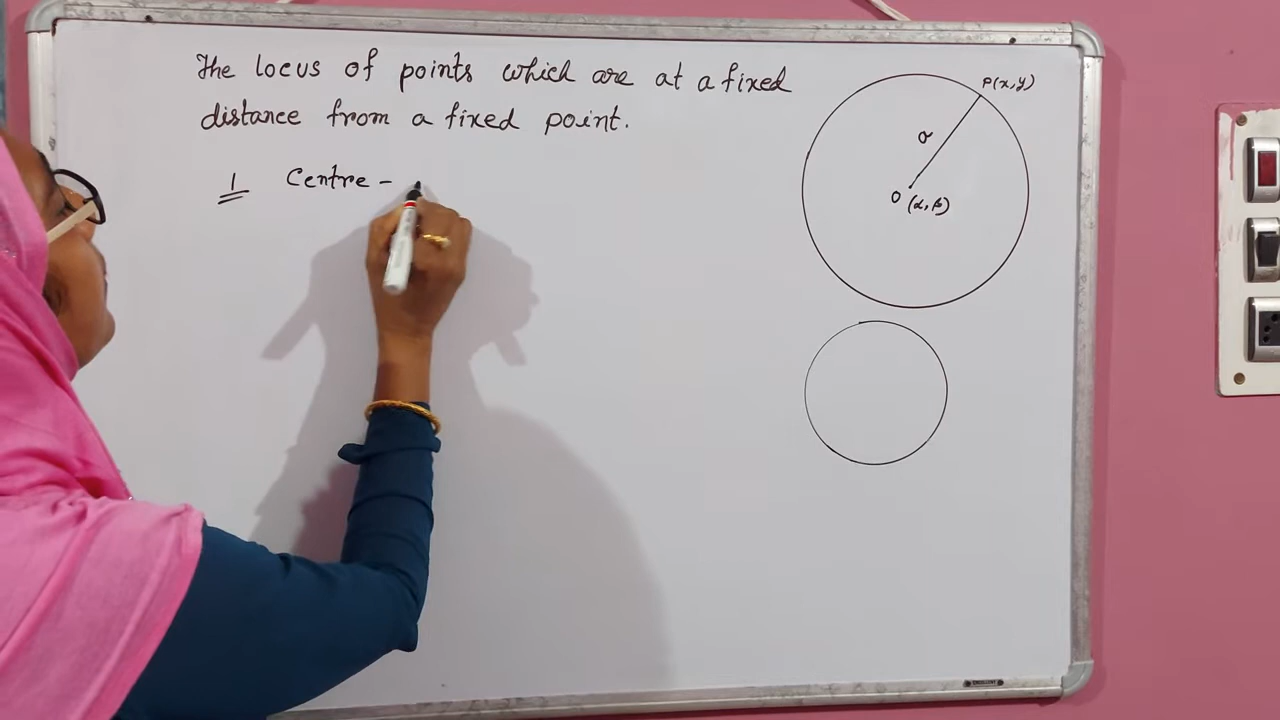 The locus of points which are at a fixed
distance from a fixed point.
1 Centre -
P(x,y)
r
O (α,β)